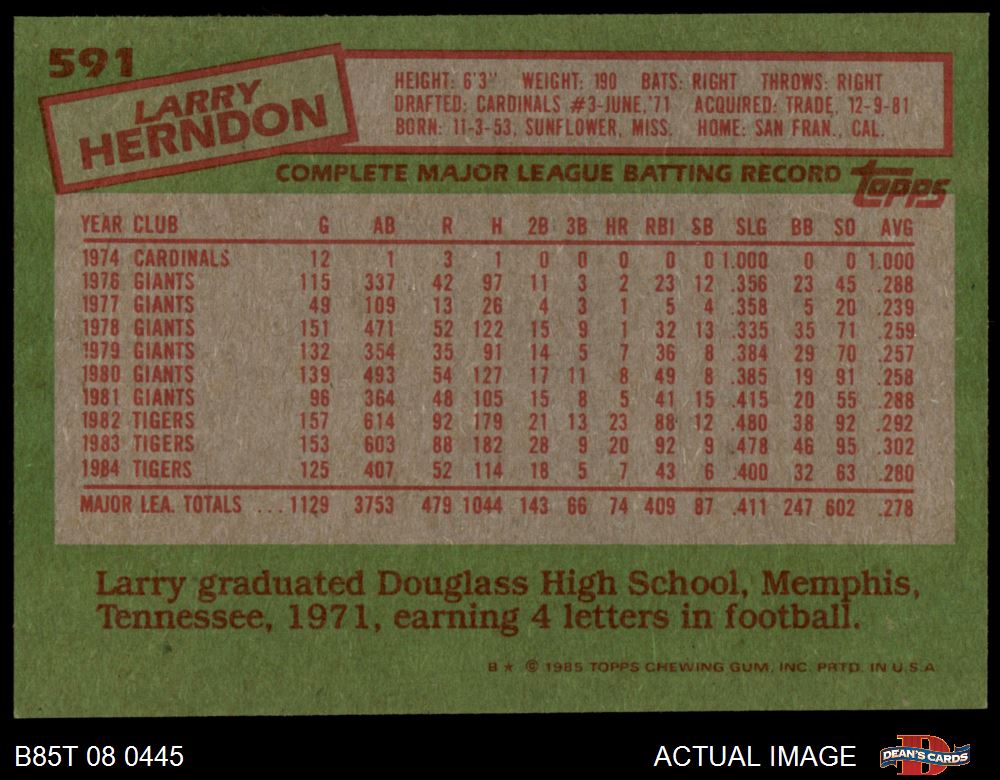 591
LARRY
HERNDON
HEIGHT: 6'3" WEIGHT: 190 BATS: RIGHT THROWS: RIGHT
DRAFTED: CARDINALS #3-JUNE,'71 ACQUIRED: TRADE, 12-9-81
BORN: 11-3-53, SUNFLOWER, MISS. HOME: SAN FRAN., CAL.
COMPLETE MAJOR LEAGUE BATTING RECORD topps
YEAR CLUB G AB R H 2B 3B HR RBI SB SLG BB SO AVG
1974 CARDINALS 12 1 3 1 0 0 0 0 0 1.000 0 0 1.000
1976 GIANTS 115 337 42 97 11 3 2 23 12 .356 23 45 .288
1977 GIANTS 49 109 13 26 4 3 1 5 4 .358 5 20 .239
1978 GIANTS 151 471 52 122 15 9 1 32 13 .335 35 71 .259
1979 GIANTS 132 354 35 91 14 5 7 36 8 .384 29 70 .257
1980 GIANTS 139 493 54 127 17 11 8 49 8 .385 19 91 .258
1981 GIANTS 96 364 48 105 15 8 5 41 15 .415 20 55 .288
1982 TIGERS 157 614 92 179 21 13 23 88 12 .480 38 92 .292
1983 TIGERS 153 603 88 182 28 9 20 92 9 .478 46 95 .302
1984 TIGERS 125 407 52 114 18 5 7 43 6 .400 32 63 .280
MAJOR LEA. TOTALS ... 1129 3753 479 1044 143 66 74 409 87 .411 247 602 .278
Larry graduated Douglass High School, Memphis,
Tennessee, 1971, earning 4 letters in football.
B★ © 1985 TOPPS CHEWING GUM, INC. PRTD. IN U.S.A
B85T 08 0445 ACTUAL IMAGE DEAN'S CARDS